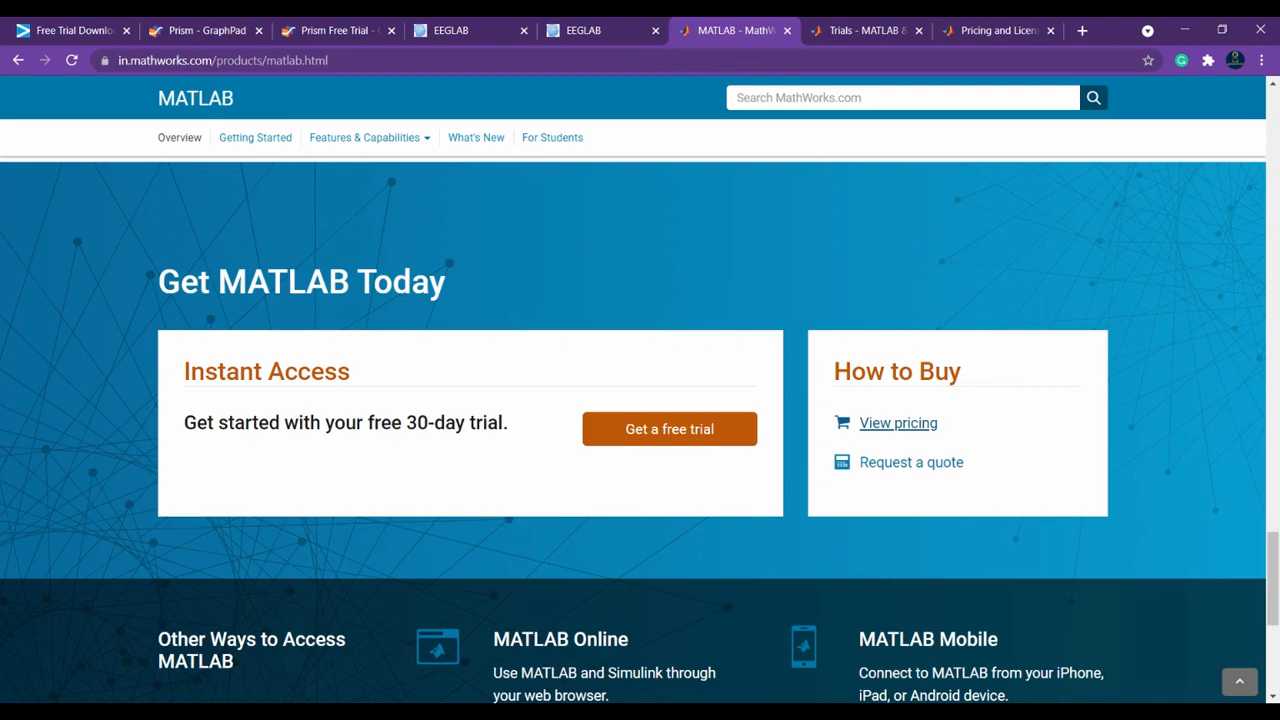 Free Trial Downlo
Prism - GraphPad
Prism Free Trial -
EEGLAB
EEGLAB
MATLAB - MathW
Trials - MATLAB &
Pricing and Licens
in.mathworks.com/products/matlab.html
MATLAB
Search MathWorks.com
Overview
Getting Started
Features & Capabilities
What's New
For Students
Get MATLAB Today
Instant Access
Get started with your free 30-day trial.
Get a free trial
How to Buy
View pricing
Request a quote
Other Ways to Access
MATLAB
MATLAB Online
Use MATLAB and Simulink through
your web browser.
MATLAB Mobile
Connect to MATLAB from your iPhone,
iPad, or Android device.